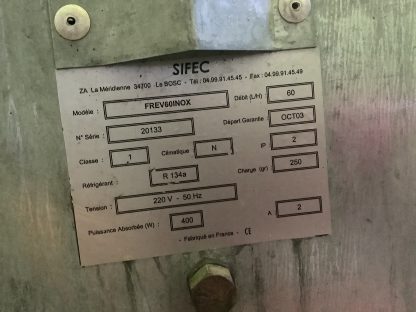 SIFEC
ZA La Méridienne 34700 Le BOSC - Tél : 04.99.91.45.45 - Fax : 04.99.91.45.49
Modèle : FREV60INOX Débit (L/H) 60
N° Série : 20133 Départ Garantie OCT03
Classe : 1 Climatique : N IP 2
Réfrigérant : R 134a Charge (gr) 250
Tension : 220 V - 50 Hz
Puissance Absorbée (W) : 400 A 2
- Fabriqué en France - CE